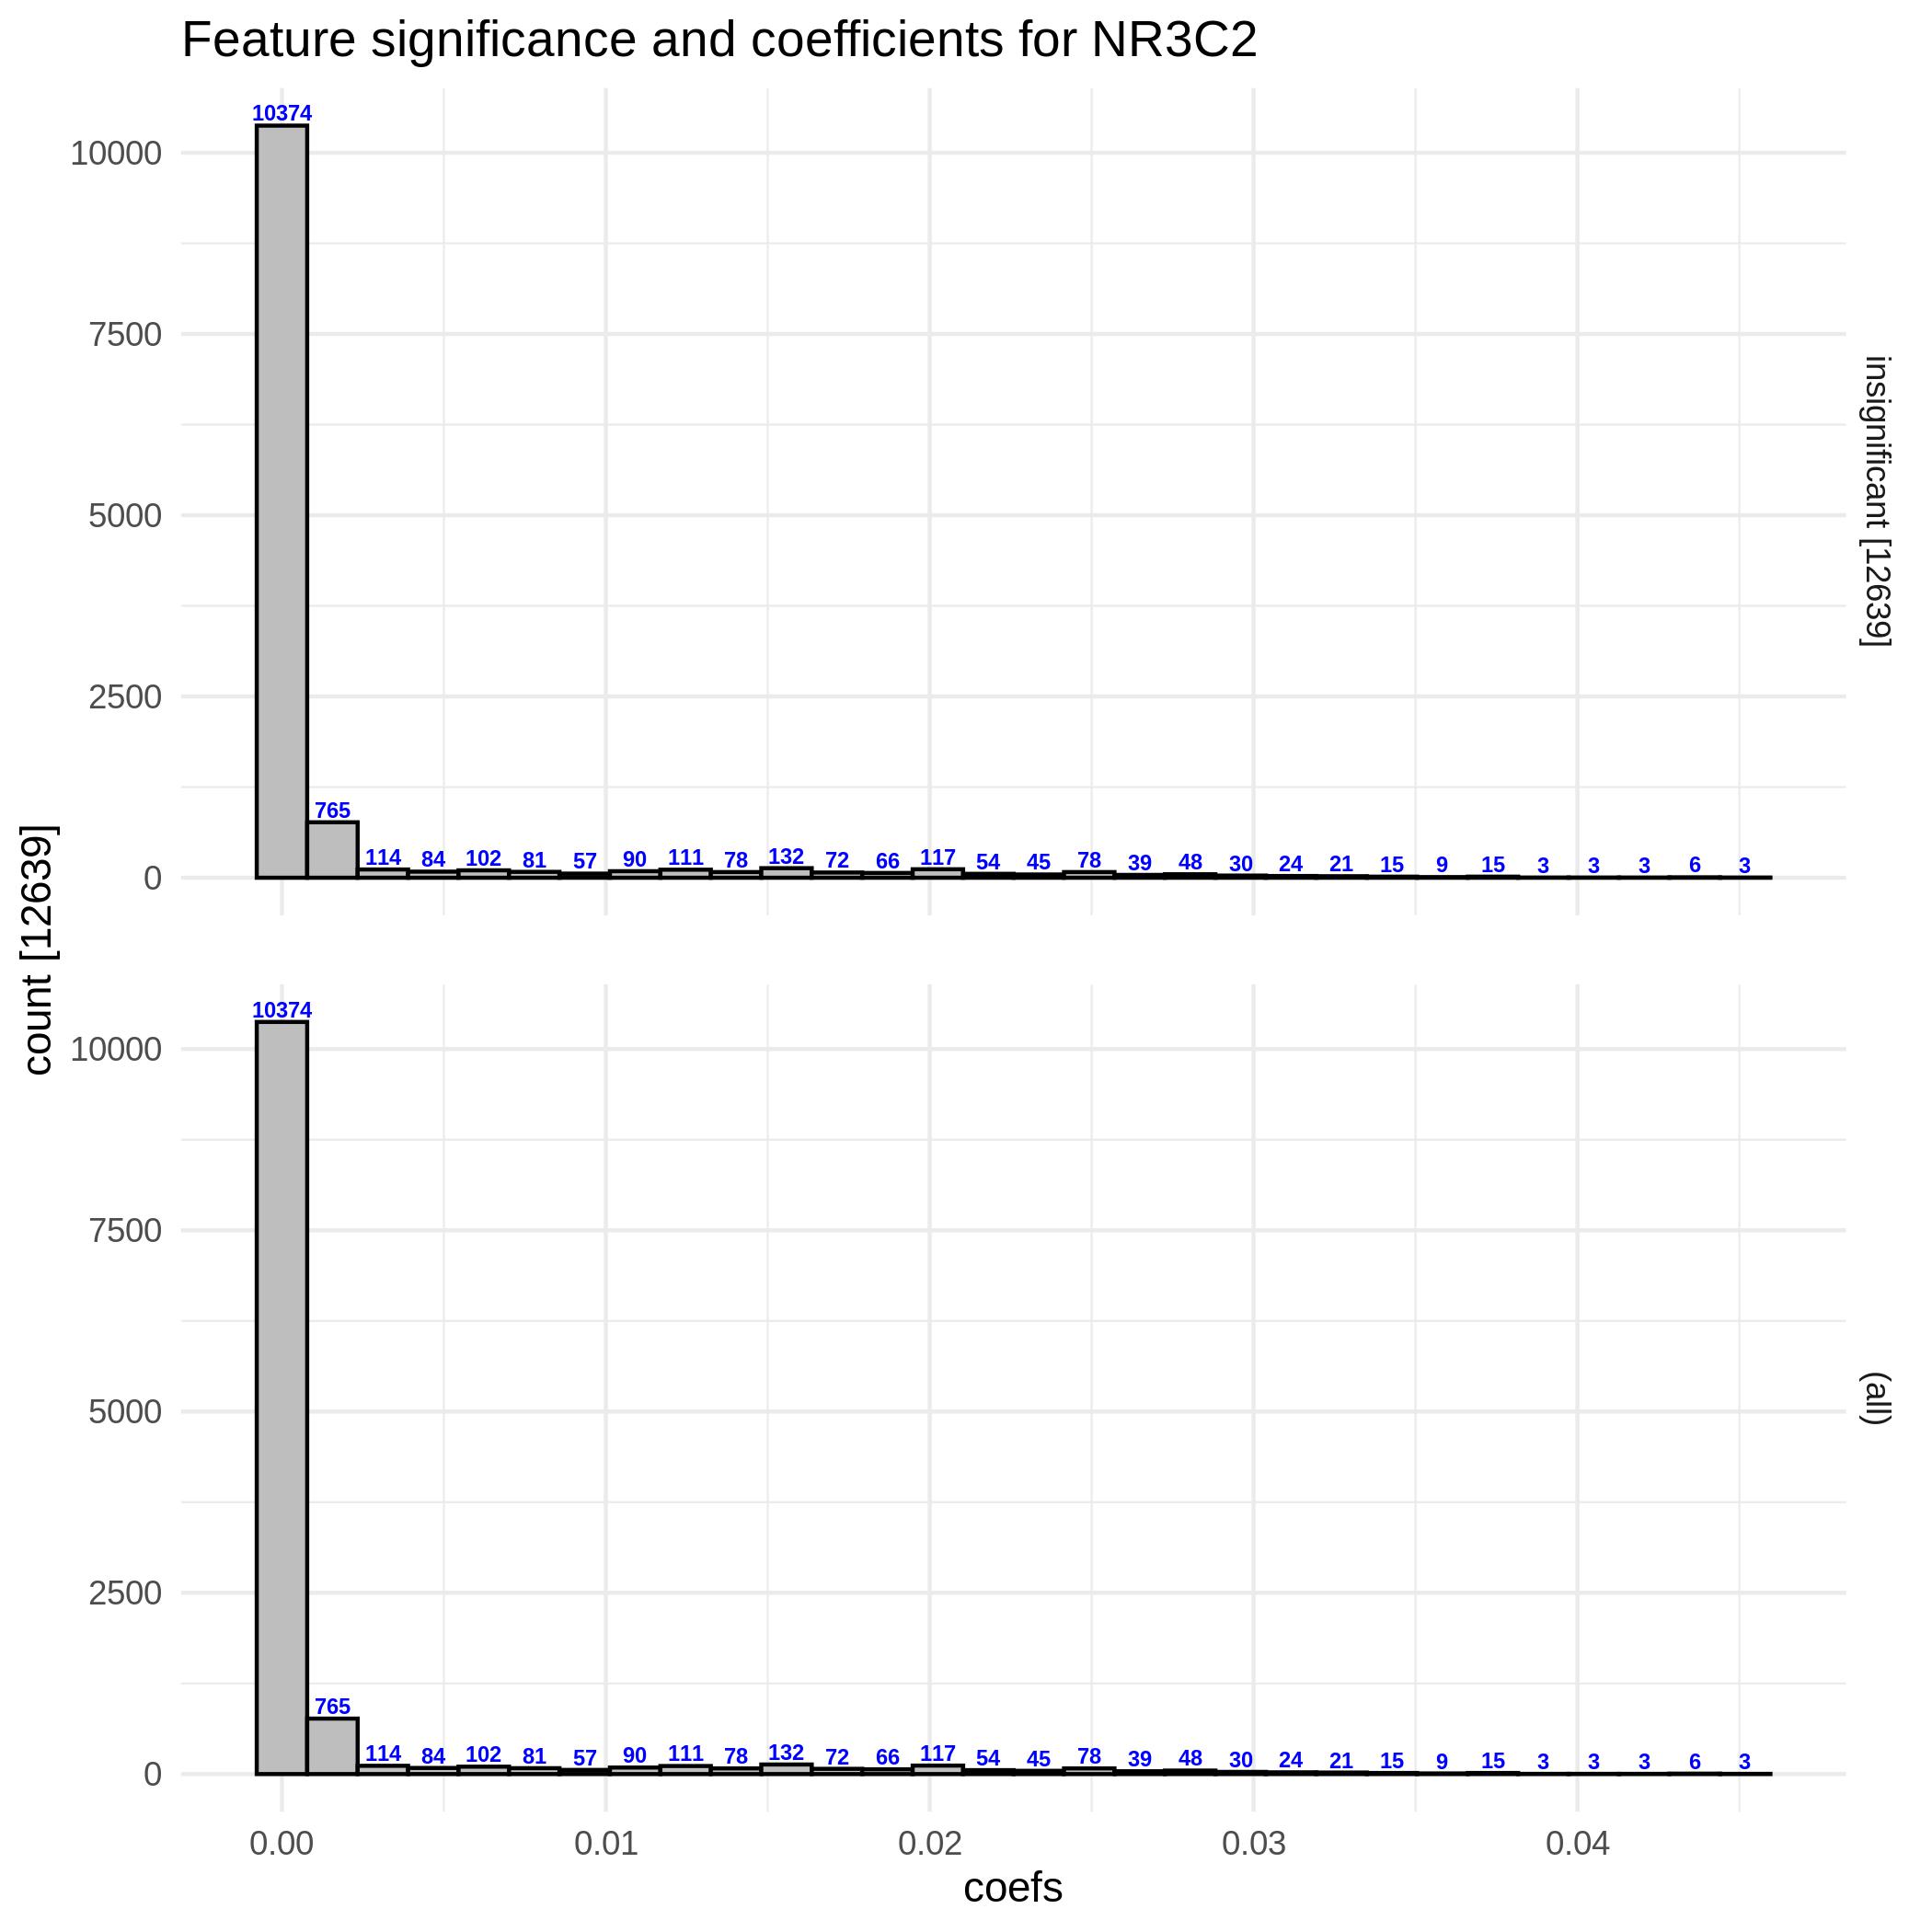 Feature significance and coefficients for NR3C2
count [12639]
10000
7500
5000
2500
0
10374
765
114 84 102 81 57 90 111 78 132 72 66 117 54 45 78 39 48 30 24 21 15 9 15 3 3 3 6 3
insignificant [12639]
10000
7500
5000
2500
0
10374
765
114 84 102 81 57 90 111 78 132 72 66 117 54 45 78 39 48 30 24 21 15 9 15 3 3 3 6 3
(all)
0.00 0.01 0.02 0.03 0.04
coefs